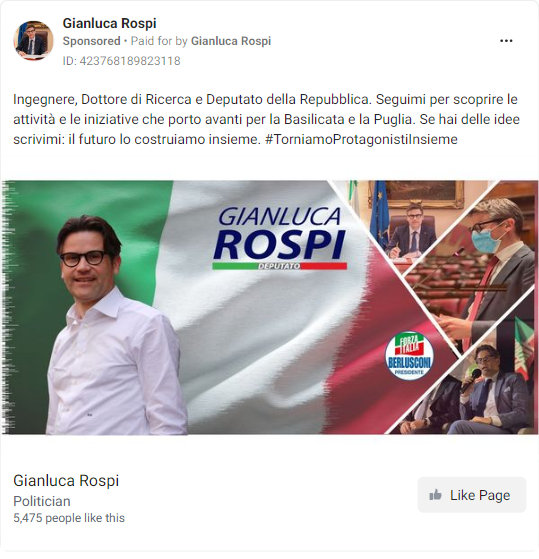 Gianluca Rospi
Sponsored • Paid for by Gianluca Rospi
ID: 423768189823118
Ingegnere, Dottore di Ricerca e Deputato della Repubblica. Seguimi per scoprire le
attività e le iniziative che porto avanti per la Basilicata e la Puglia. Se hai delle idee
scrivimi: il futuro lo costruiamo insieme. #TorniamoProtagonistiInsieme
GIANLUCA
ROSPI
DEPUTATO
FORZA
ITALIA
BERLUSCONI
PRESIDENTE
Gianluca Rospi
Politician
5,475 people like this
Like Page